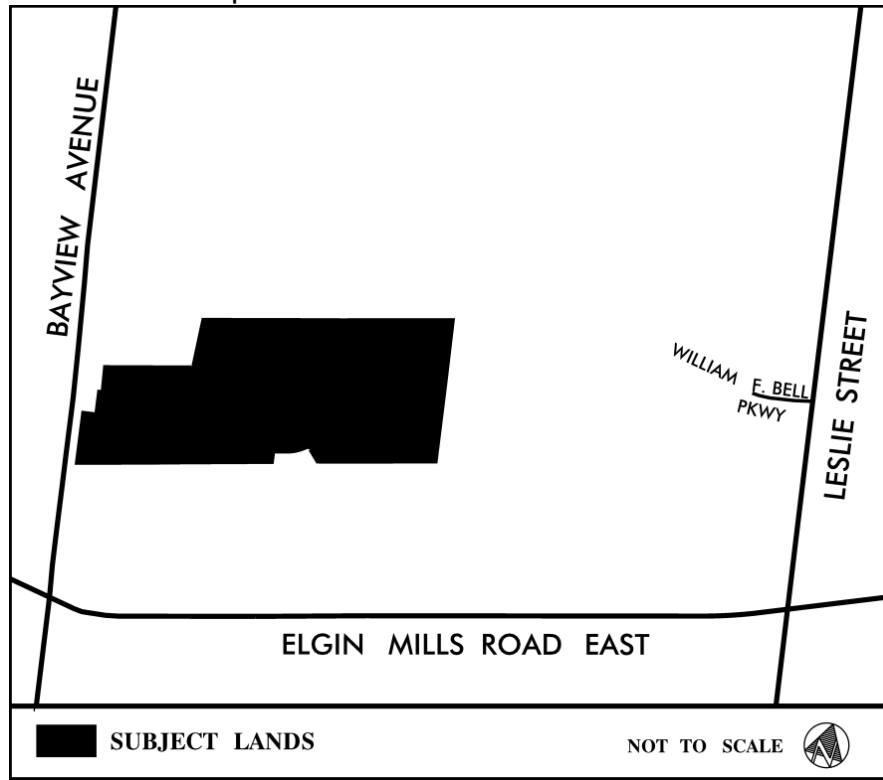 BAYVIEW AVENUE
WILLIAM F. BELL
PKWY
LESLIE STREET
ELGIN MILLS ROAD EAST
SUBJECT LANDS
NOT TO SCALE